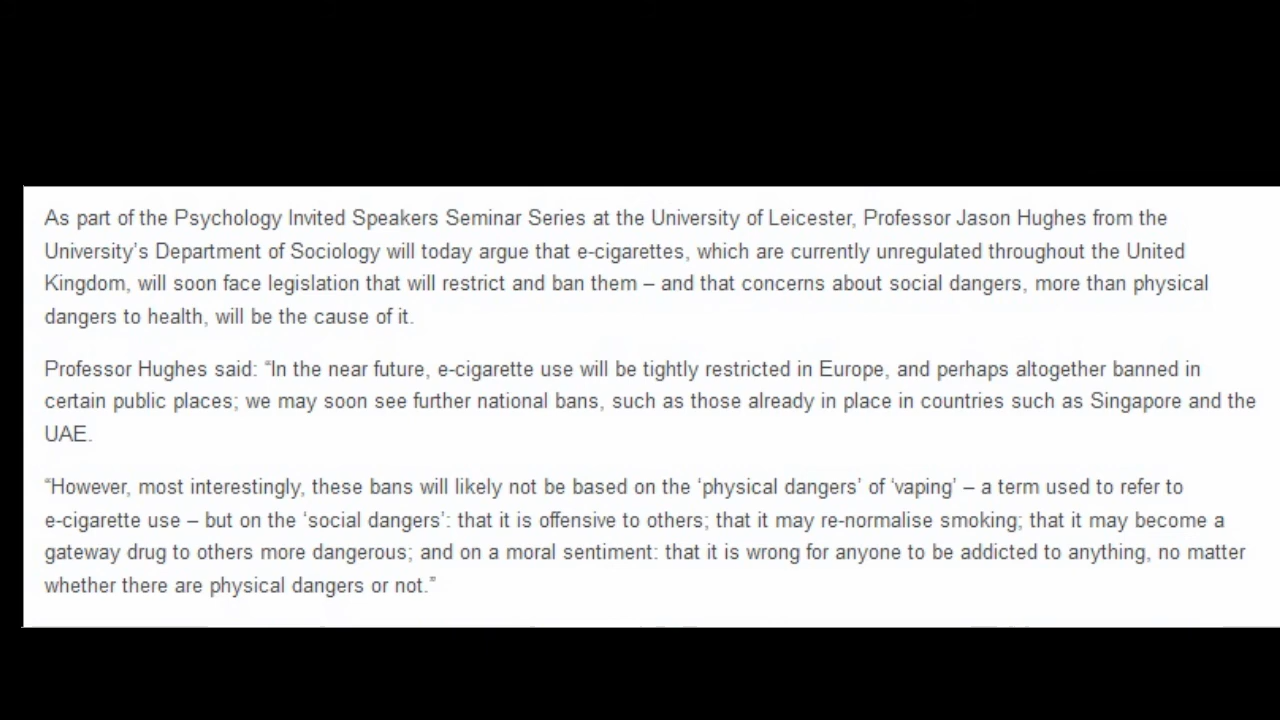 As part of the Psychology Invited Speakers Seminar Series at the University of Leicester, Professor Jason Hughes from the
University's Department of Sociology will today argue that e-cigarettes, which are currently unregulated throughout the United
Kingdom, will soon face legislation that will restrict and ban them – and that concerns about social dangers, more than physical
dangers to health, will be the cause of it.
Professor Hughes said: “In the near future, e-cigarette use will be tightly restricted in Europe, and perhaps altogether banned in
certain public places; we may soon see further national bans, such as those already in place in countries such as Singapore and the
UAE.
“However, most interestingly, these bans will likely not be based on the ‘physical dangers’ of ‘vaping’ – a term used to refer to
e-cigarette use – but on the ‘social dangers’: that it is offensive to others; that it may re-normalise smoking; that it may become a
gateway drug to others more dangerous; and on a moral sentiment: that it is wrong for anyone to be addicted to anything, no matter
whether there are physical dangers or not.”